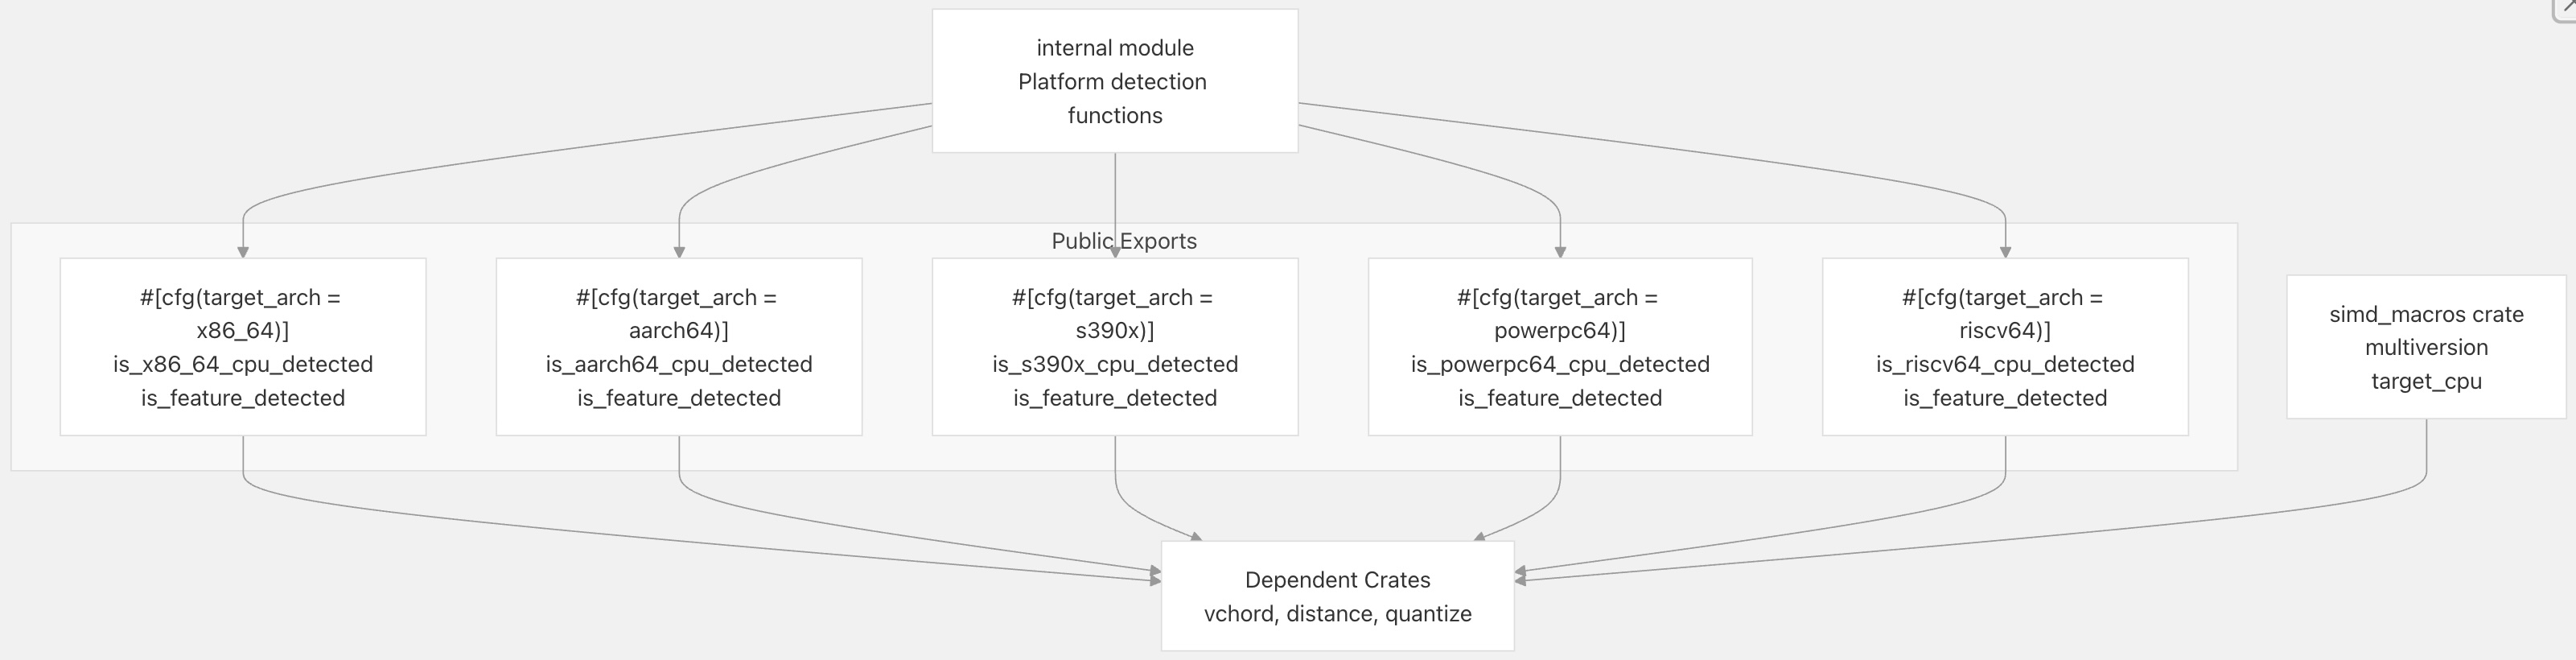 internal module
Platform detection
functions
Public Exports
#[cfg(target_arch =
x86_64)]
is_x86_64_cpu_detected
is_feature_detected
#[cfg(target_arch =
aarch64)]
is_aarch64_cpu_detected
is_feature_detected
#[cfg(target_arch =
s390x)]
is_s390x_cpu_detected
is_feature_detected
#[cfg(target_arch =
powerpc64)]
is_powerpc64_cpu_detected
is_feature_detected
#[cfg(target_arch =
riscv64)]
is_riscv64_cpu_detected
is_feature_detected
simd_macros crate
multiversion
target_cpu
Dependent Crates
vchord, distance, quantize